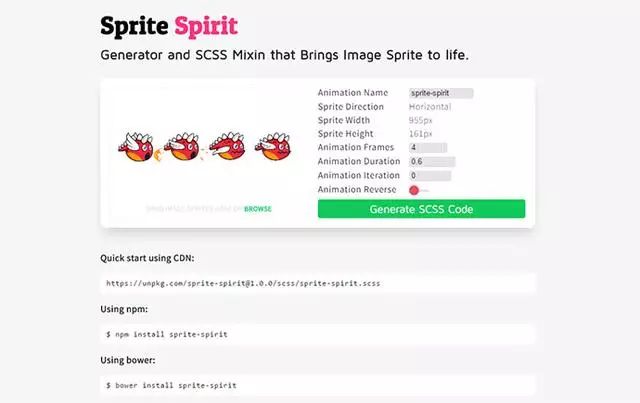 Sprite Spirit
Generator and SCSS Mixin that Brings Image Sprite to life.
Animation Name sprite-spirit
Sprite Direction Horizontal
Sprite Width 955px
Sprite Height 161px
Animation Frames 4
Animation Duration 0.6
Animation Iteration 0
Animation Reverse
BROWSE
Generate SCSS Code
Quick start using CDN:
https://unpkg.com/sprite-spirit@1.0.0/scss/sprite-spirit.scss
Using npm:
$ npm install sprite-spirit
Using bower:
$ bower install sprite-spirit